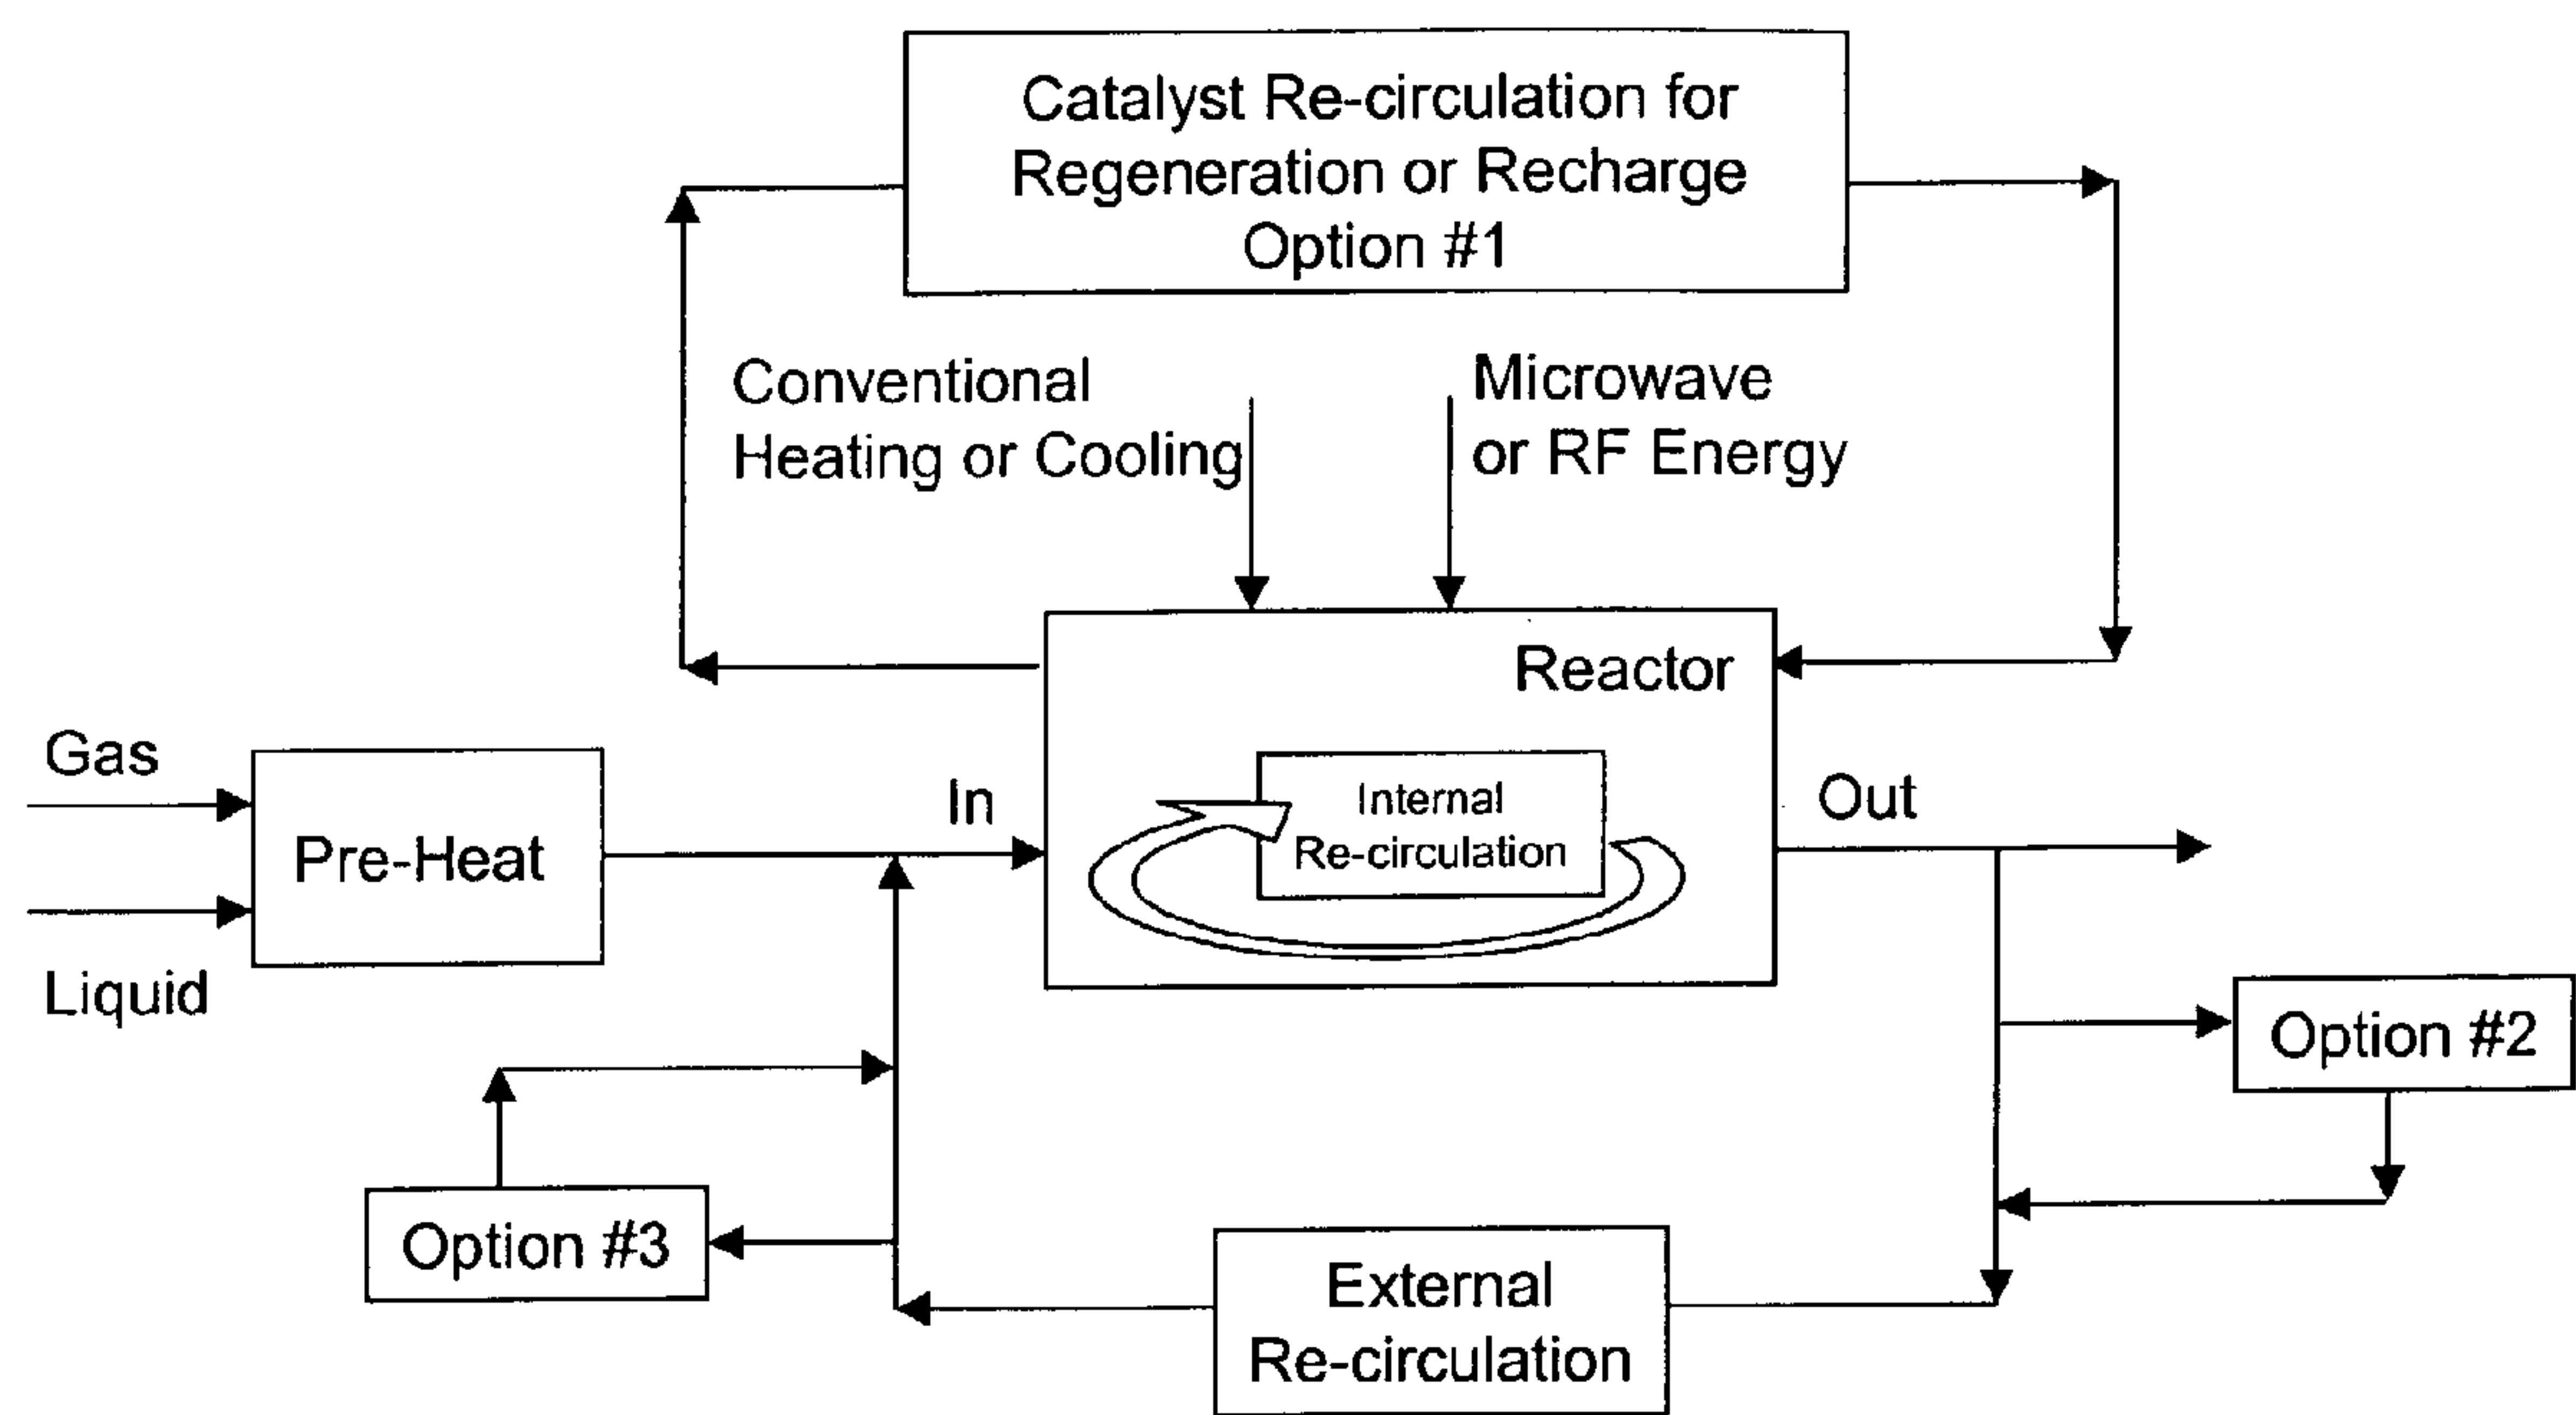 Catalyst Re-circulation for
Regeneration or Recharge
Option #1
Conventional
Heating or Cooling
Microwave
or RF Energy
Reactor
Gas
Pre-Heat
Liquid
In
Internal
Re-circulation
Out
Option #2
Option #3
External
Re-circulation